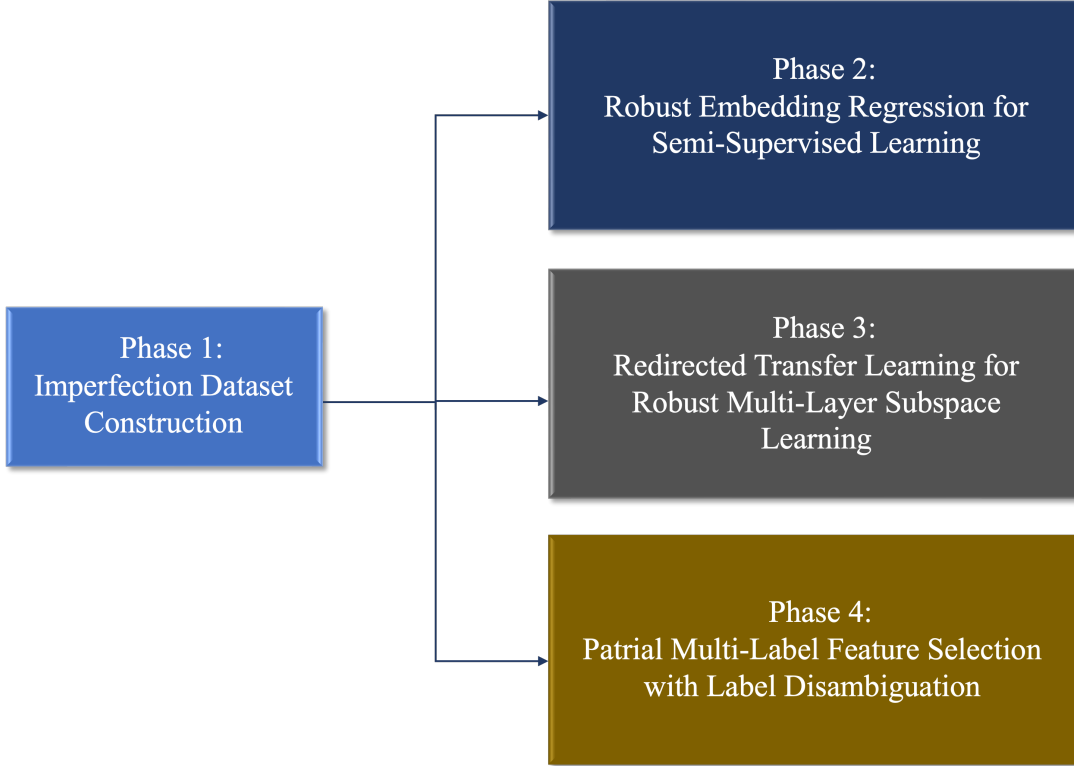 Phase 1:
Imperfection Dataset
Construction
Phase 2:
Robust Embedding Regression for
Semi-Supervised Learning
Phase 3:
Redirected Transfer Learning for
Robust Multi-Layer Subspace
Learning
Phase 4:
Patrial Multi-Label Feature Selection
with Label Disambiguation